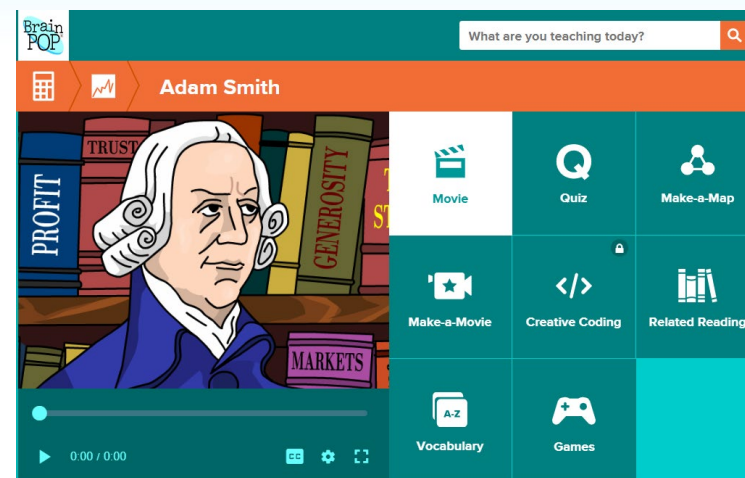 Brain
POP
What are you teaching today?
Adam Smith
PROFIT
TRUST
GENEROSITY
MARKETS
Movie
Quiz
Make-a-Map
Make-a-Movie
Creative Coding
Related Reading
A-Z
Vocabulary
Games
0:00 / 0:00
CC